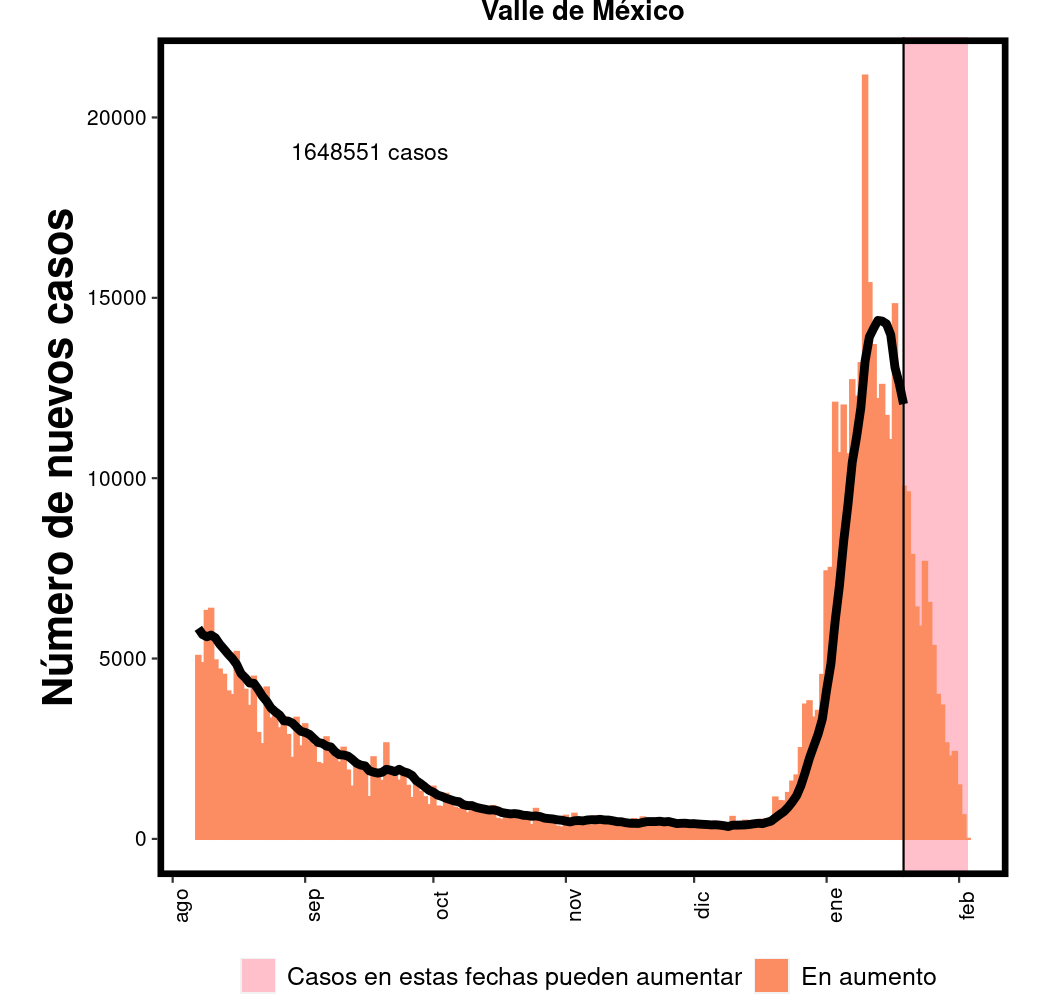 Valle de México
Número de nuevos casos
20000
15000
10000
5000
0
1648551 casos
ago
sep
oct
nov
dic
ene
feb
Casos en estas fechas pueden aumentar
En aumento